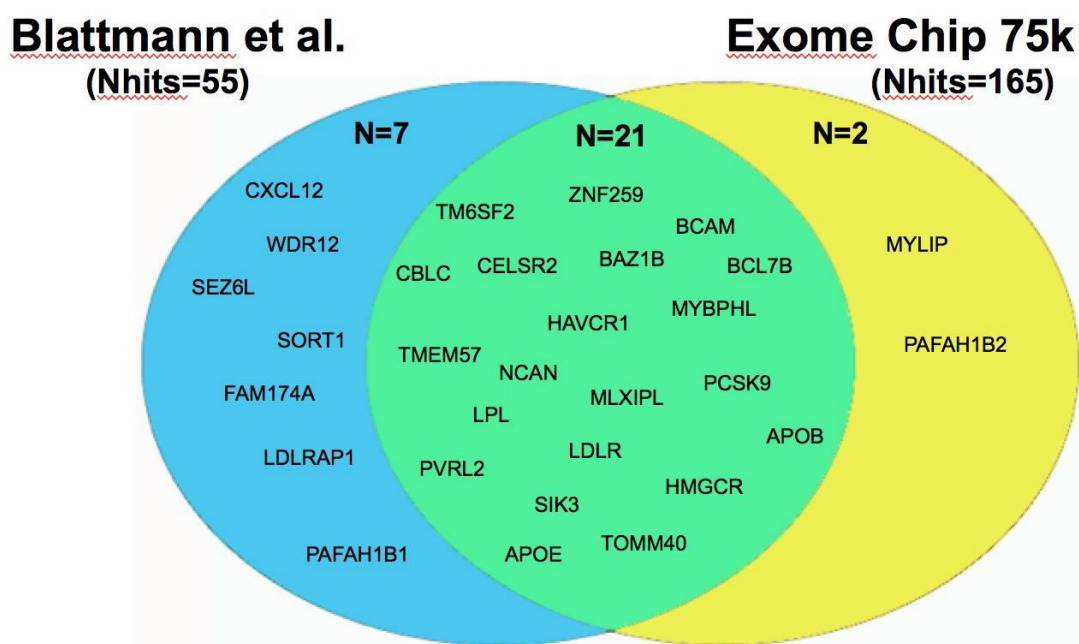 Blattmann et al.
(Nhits=55)
Exome Chip 75k
(Nhits=165)
N=7
CXCL12
WDR12
SEZ6L
SORT1
FAM174A
LDLRAP1
PAFAH1B1
N=21
ZNF259
TM6SF2
BCAM
CBLC
CELSR2
BAZ1B
BCL7B
MYBPHL
HAVCR1
TMEM57
NCAN
PCSK9
MLXIPL
LPL
APOB
LDLR
PVRL2
HMGCR
SIK3
TOMM40
APOE
N=2
MYLIP
PAFAH1B2